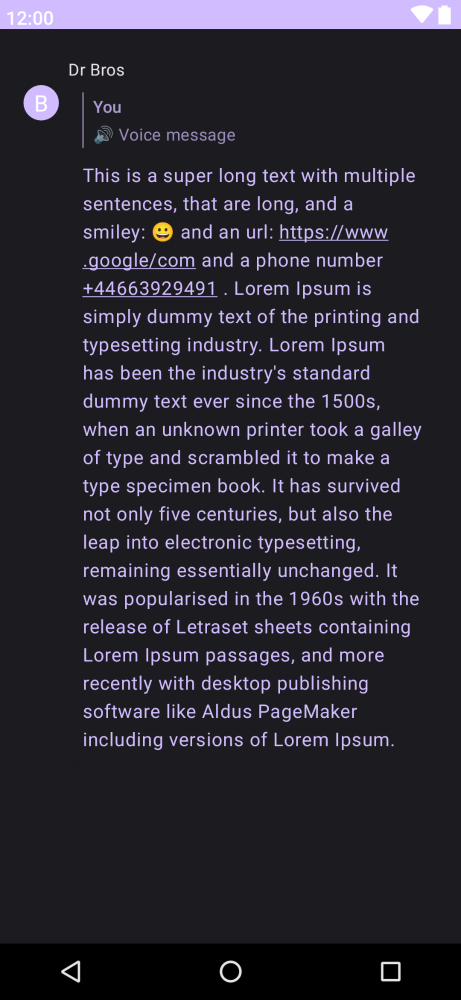 12:00
Dr Bros
B
You
🔊 Voice message
This is a super long text with multiple
sentences, that are long, and a
smiley: 😀 and an url: https://www
.google/com and a phone number
+44663929491 . Lorem Ipsum is
simply dummy text of the printing and
typesetting industry. Lorem Ipsum
has been the industry's standard
dummy text ever since the 1500s,
when an unknown printer took a galley
of type and scrambled it to make a
type specimen book. It has survived
not only five centuries, but also the
leap into electronic typesetting,
remaining essentially unchanged. It
was popularised in the 1960s with the
release of Letraset sheets containing
Lorem Ipsum passages, and more
recently with desktop publishing
software like Aldus PageMaker
including versions of Lorem Ipsum.